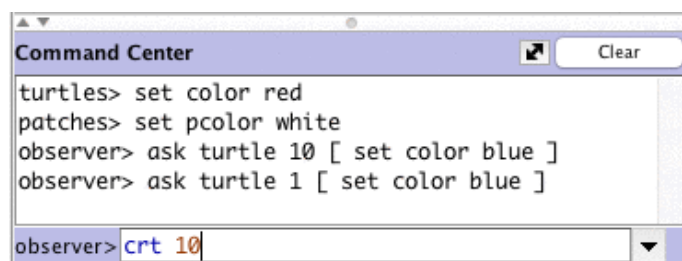 Command Center Clear
turtles> set color red
patches> set pcolor white
observer> ask turtle 10 [ set color blue ]
observer> ask turtle 1 [ set color blue ]
observer> crt 10